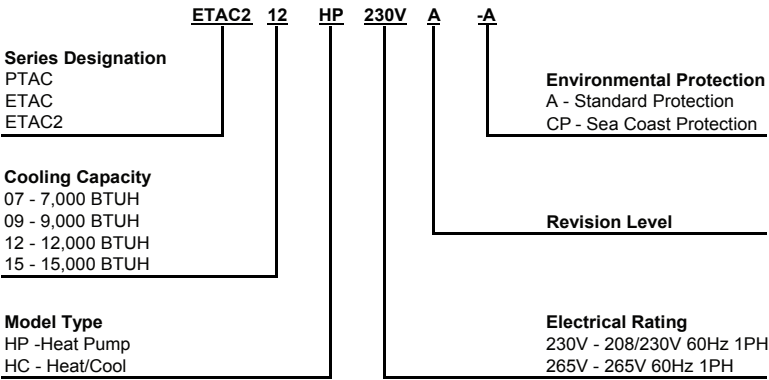 ETAC2 12 HP 230V A -A
Series Designation
PTAC
ETAC
ETAC2
Environmental Protection
A - Standard Protection
CP - Sea Coast Protection
Cooling Capacity
07 - 7,000 BTUH
09 - 9,000 BTUH
12 - 12,000 BTUH
15 - 15,000 BTUH
Revision Level
Model Type
HP -Heat Pump
HC - Heat/Cool
Electrical Rating
230V - 208/230V 60Hz 1PH
265V - 265V 60Hz 1PH